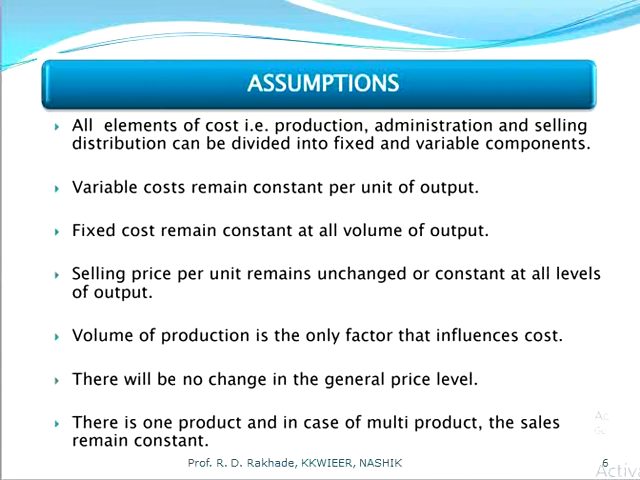 ASSUMPTIONS
All elements of cost i.e. production, administration and selling
distribution can be divided into fixed and variable components.
Variable costs remain constant per unit of output.
Fixed cost remain constant at all volume of output.
Selling price per unit remains unchanged or constant at all levels
of output.
Volume of production is the only factor that influences cost.
There will be no change in the general price level.
There is one product and in case of multi product, the sales
remain constant.
Prof. R. D. Rakhade, KKWIEER, NASHIK 6